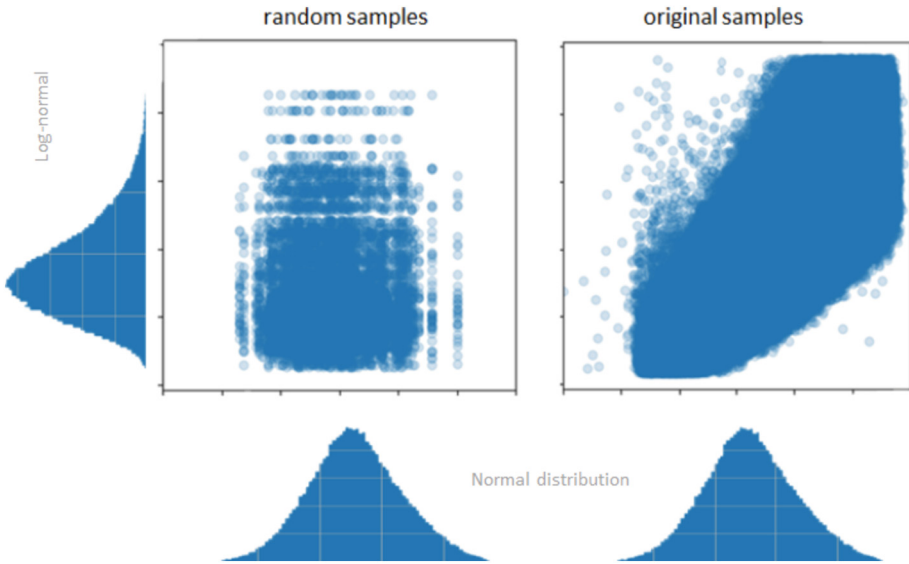 random samples
original samples
Log-normal
Normal distribution